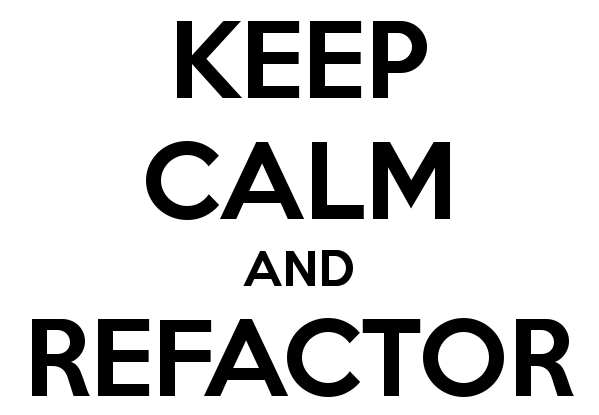 KEEP
CALM
AND
REFACTOR